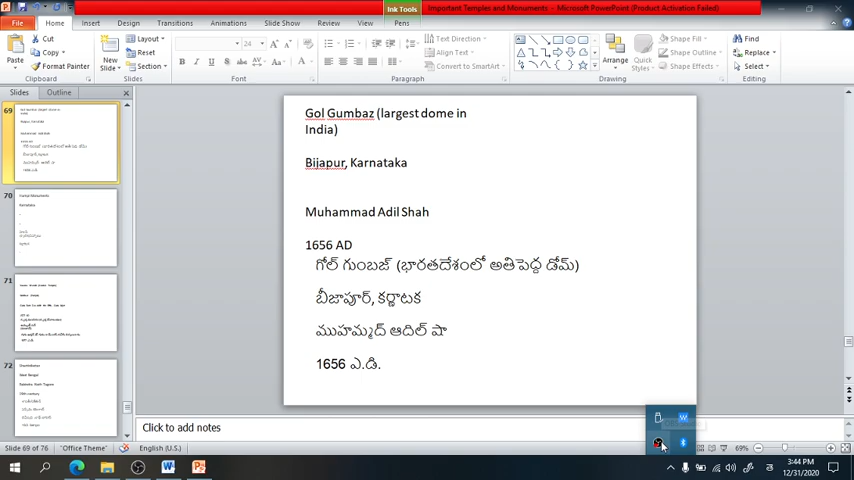 Ink Tools
Important Temples and Monuments - Microsoft PowerPoint (Product Activation Failed)
File
Home
Insert
Design
Transitions
Animations
Slide Show
Review
View
Pens
Paste
Cut
Copy
Format Painter
Clipboard
New
Slide
Layout
Reset
Section
Slides
Font
Text Direction
Align Text
Convert to SmartArt
Paragraph
Arrange
Quick
Styles
Shape Fill
Shape Outline
Shape Effects
Drawing
Find
Replace
Select
Editing
Slides
Outline
69
70
71
72
Gol Gumbaz (largest dome in
India)
Bijapur, Karnataka
Muhammad Adil Shah
1656 AD
గోల్ గుంబజ్ (భారతదేశంలో అతిపెద్ద డోమ్)
బీజాపూర్, కర్ణాటక
ముహమ్మద్ ఆదిల్ షా
1656 ఎ.డి.
Click to add notes
Slide 69 of 76
"Office Theme"
English (U.S.)
69%
3:44 PM
12/31/2020